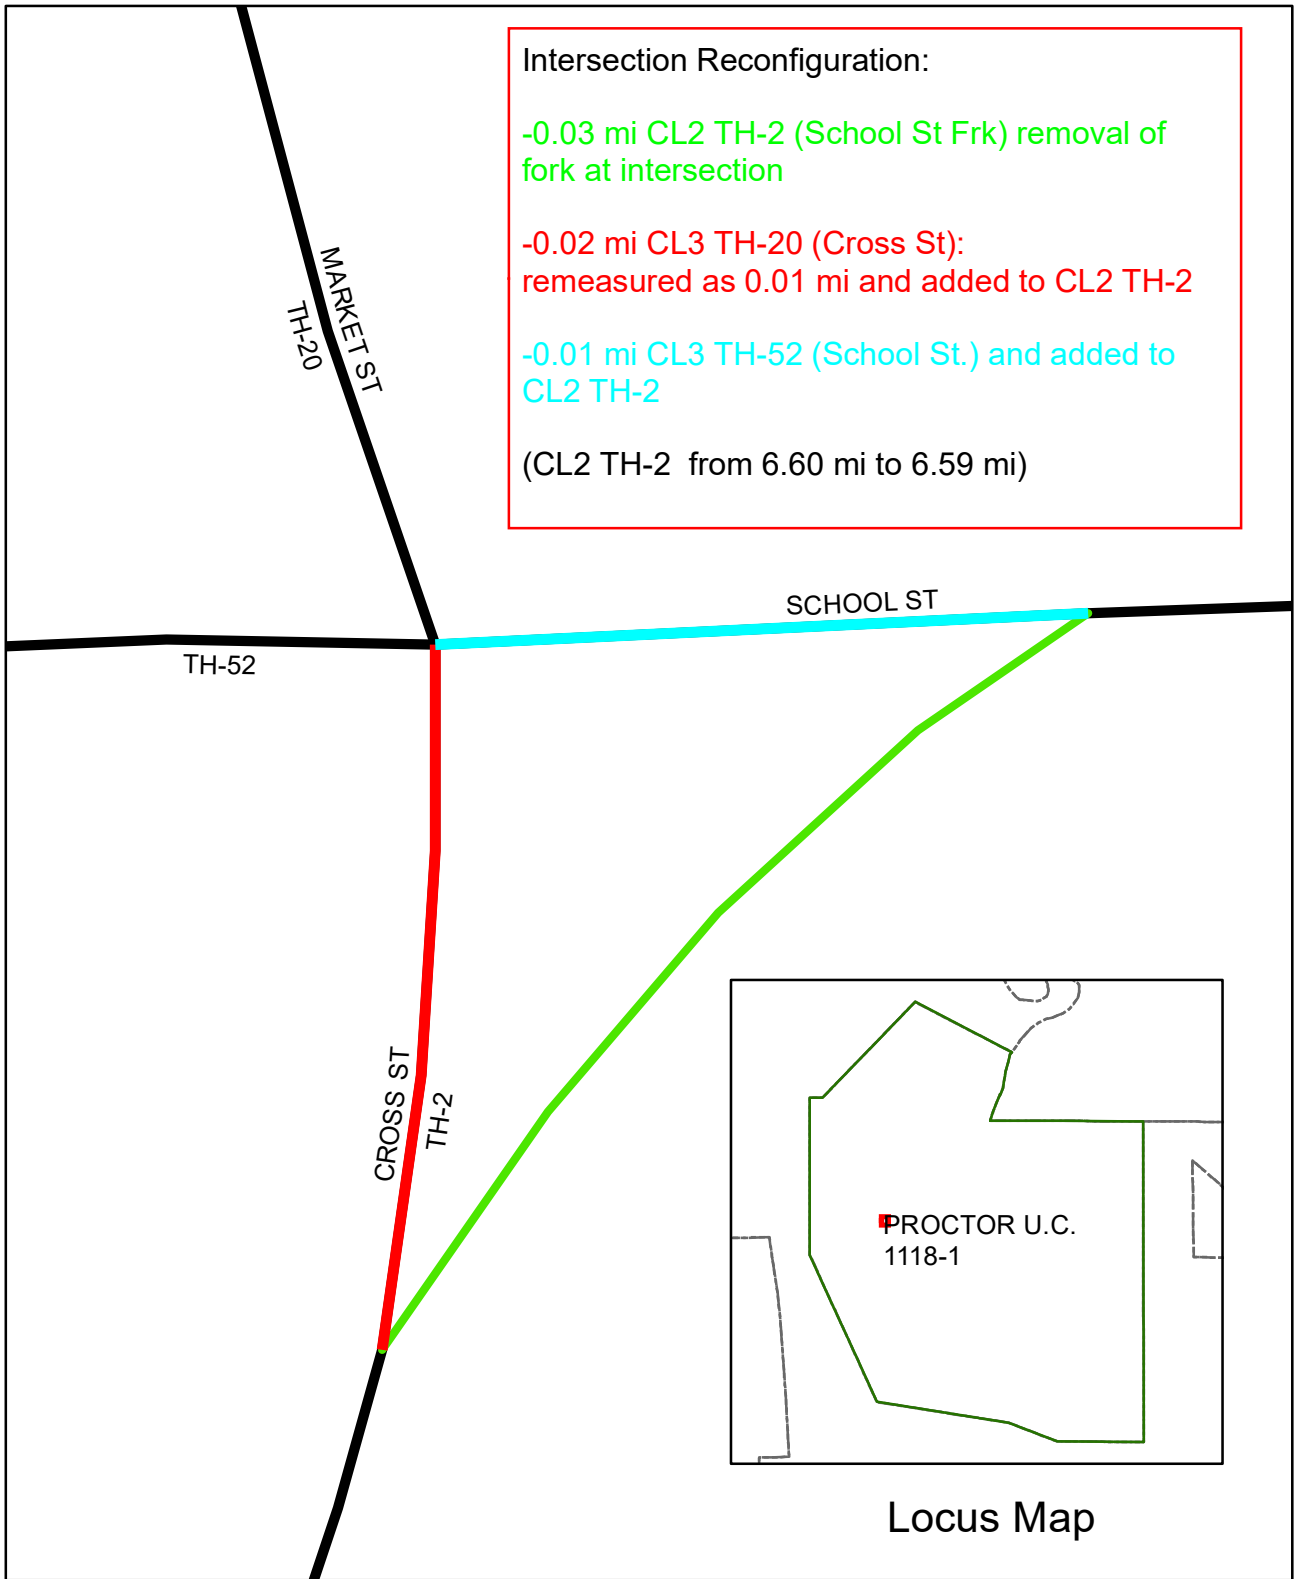 Intersection Reconfiguration:
-0.03 mi CL2 TH-2 (School St Frk) removal of
fork at intersection
-0.02 mi CL3 TH-20 (Cross St):
remeasured as 0.01 mi and added to CL2 TH-2
-0.01 mi CL3 TH-52 (School St.) and added to
CL2 TH-2
(CL2 TH-2  from 6.60 mi to 6.59 mi)
MARKET ST
TH-20
SCHOOL ST
TH-52
CROSS ST
TH-2
PROCTOR U.C.
1118-1
Locus Map